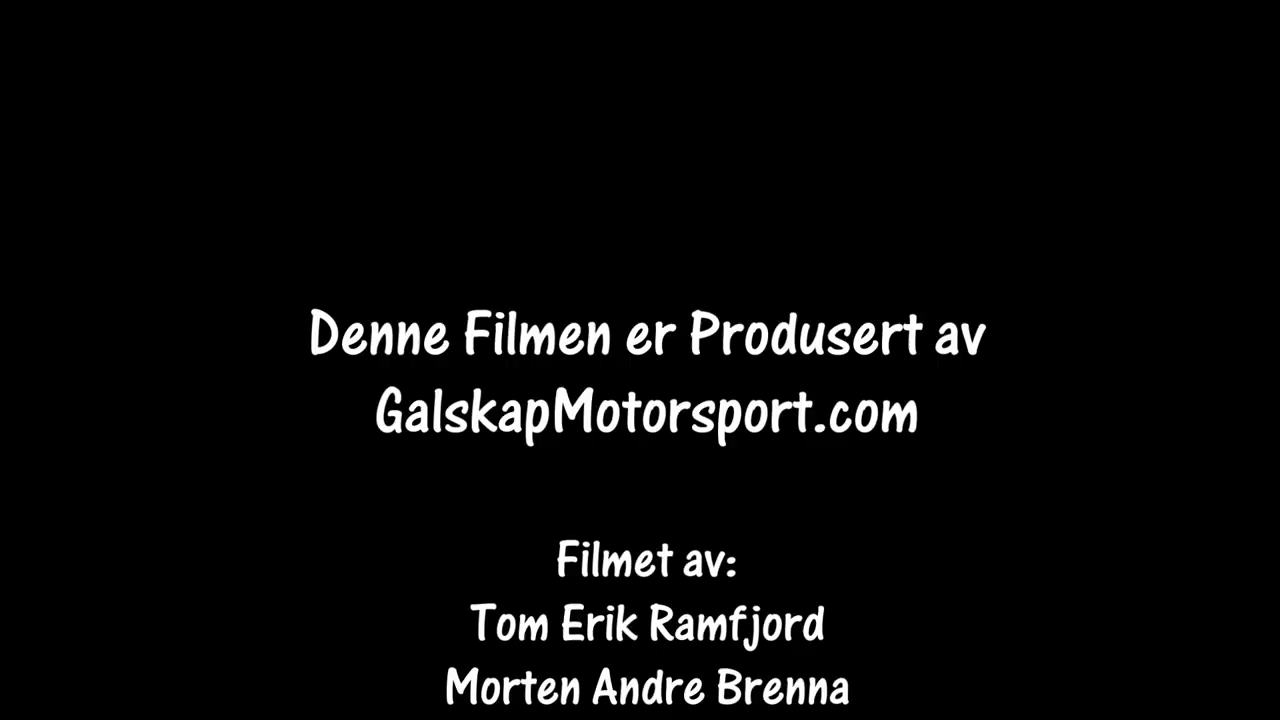 Denne Filmen er Produsert av
GalskapMotorsport.com
Filmet av:
Tom Erik Ramfjord
Morten Andre Brenna